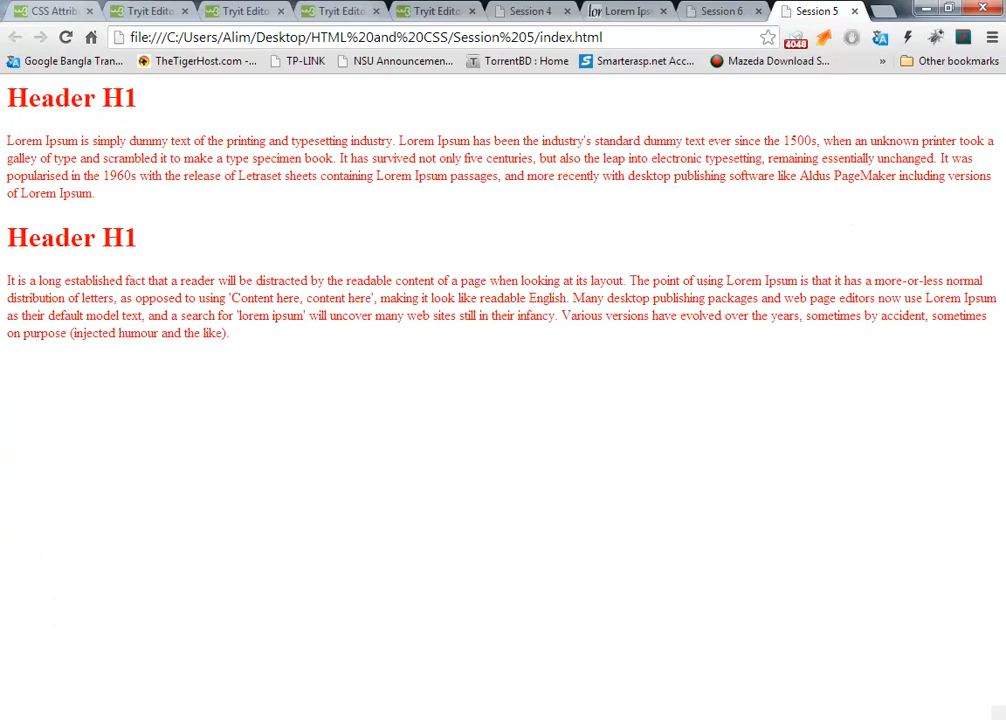 CSS Attrib
Tryit Edito
Tryit Edito
Tryit Edito
Tryit Edito
Session 4
Lorem Ips
Session 6
Session 5
file:///C:/Users/Alim/Desktop/HTML%20and%20CSS/Session%205/index.html
4048
Google Bangla Tran...
TheTigerHost.com -...
TP-LINK
NSU Announcemen...
TorrentBD : Home
Smarterasp.net Acc...
Mazeda Download S...
»
Other bookmarks
Header H1
Lorem Ipsum is simply dummy text of the printing and typesetting industry. Lorem Ipsum has been the industry's standard dummy text ever since the 1500s, when an unknown printer took a
galley of type and scrambled it to make a type specimen book. It has survived not only five centuries, but also the leap into electronic typesetting, remaining essentially unchanged. It was
popularised in the 1960s with the release of Letraset sheets containing Lorem Ipsum passages, and more recently with desktop publishing software like Aldus PageMaker including versions
of Lorem Ipsum.
Header H1
It is a long established fact that a reader will be distracted by the readable content of a page when looking at its layout. The point of using Lorem Ipsum is that it has a more-or-less normal
distribution of letters, as opposed to using 'Content here, content here', making it look like readable English. Many desktop publishing packages and web page editors now use Lorem Ipsum
as their default model text, and a search for 'lorem ipsum' will uncover many web sites still in their infancy. Various versions have evolved over the years, sometimes by accident, sometimes
on purpose (injected humour and the like).